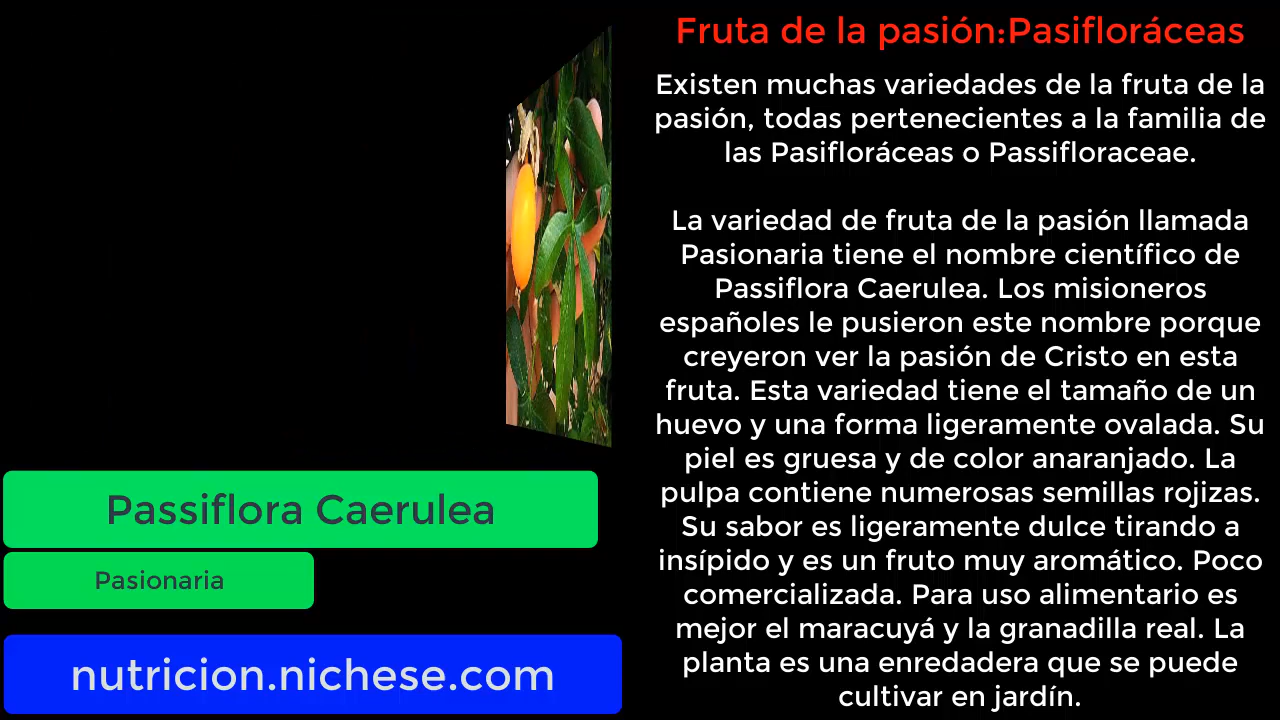 Fruta de la pasión:Pasifloráceas
Existen muchas variedades de la fruta de la
pasión, todas pertenecientes a la familia de
las Pasifloráceas o Passifloraceae.
La variedad de fruta de la pasión llamada
Pasionaria tiene el nombre científico de
Passiflora Caerulea. Los misioneros
españoles le pusieron este nombre porque
creyeron ver la pasión de Cristo en esta
fruta. Esta variedad tiene el tamaño de un
huevo y una forma ligeramente ovalada. Su
piel es gruesa y de color anaranjado. La
pulpa contiene numerosas semillas rojizas.
Su sabor es ligeramente dulce tirando a
insípido y es un fruto muy aromático. Poco
comercializada. Para uso alimentario es
mejor el maracuyá y la granadilla real. La
planta es una enredadera que se puede
cultivar en jardín.
Passiflora Caerulea
Pasionaria
nutricion.nichese.com